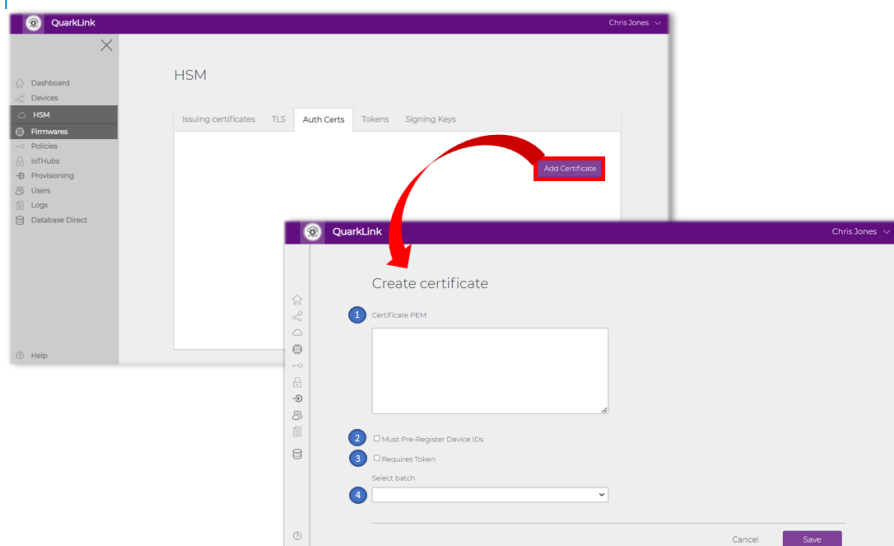 QuarkLink
Chris Jones
HSM
Dashboard
Devices
HSM
Firmwares
Policies
IoTHubs
Provisioning
Users
Logs
Database Direct
Help
Issuing certificates TLS Auth Certs Tokens Signing Keys
Add Certificate
QuarkLink
Chris Jones
Create certificate
1 Certificate PEM
2 Must Pre-Register Device IDs
3 Requires Token
Select batch
4
Cancel Save